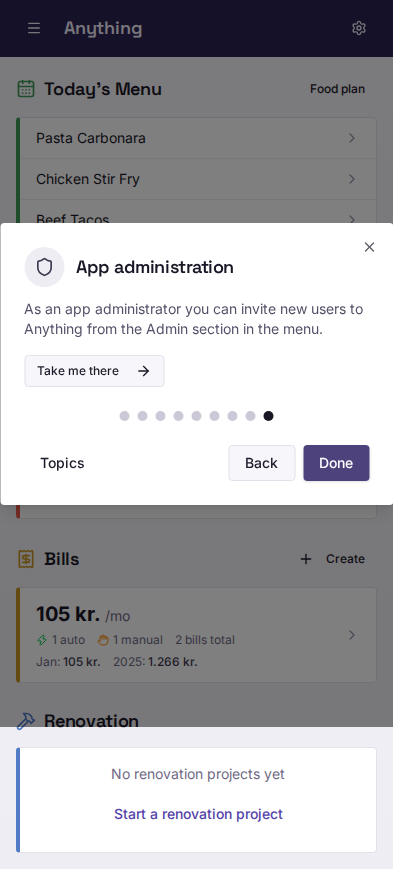 Anything
Today's Menu
Food plan
Pasta Carbonara
Chicken Stir Fry
Beef Tacos
App administration
As an app administrator you can invite new users to
Anything from the Admin section in the menu.
Take me there
Topics
Back
Done
Bills
Create
105 kr. /mo
1 auto 1 manual 2 bills total
Jan: 105 kr. 2025: 1.266 kr.
Renovation
No renovation projects yet
Start a renovation project